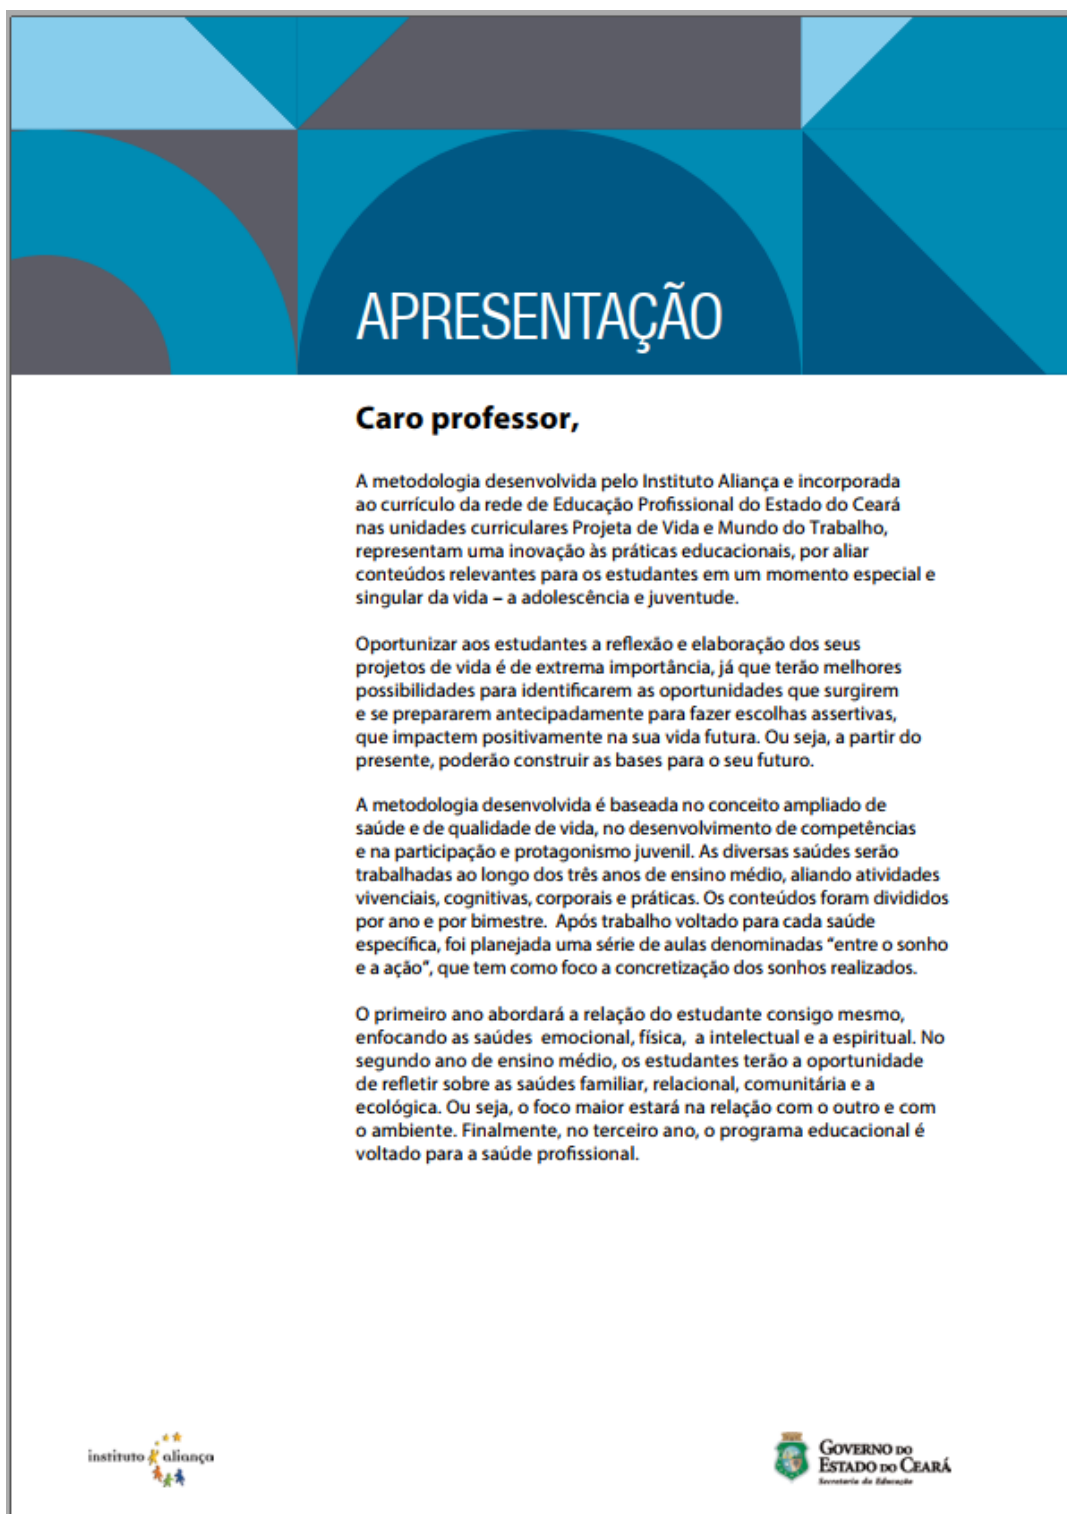 APRESENTAÇÃO
Caro professor,
A metodologia desenvolvida pelo Instituto Aliança e incorporada
ao currículo da rede de Educação Profissional do Estado do Ceará
nas unidades curriculares Projeta de Vida e Mundo do Trabalho,
representam uma inovação às práticas educacionais, por aliar
conteúdos relevantes para os estudantes em um momento especial e
singular da vida – a adolescência e juventude.
Oportunizar aos estudantes a reflexão e elaboração dos seus
projetos de vida é de extrema importância, já que terão melhores
possibilidades para identificarem as oportunidades que surgirem
e se prepararem antecipadamente para fazer escolhas assertivas,
que impactem positivamente na sua vida futura. Ou seja, a partir do
presente, poderão construir as bases para o seu futuro.
A metodologia desenvolvida é baseada no conceito ampliado de
saúde e de qualidade de vida, no desenvolvimento de competências
e na participação e protagonismo juvenil. As diversas saúdes serão
trabalhadas ao longo dos três anos de ensino médio, aliando atividades
vivenciais, cognitivas, corporais e práticas. Os conteúdos foram divididos
por ano e por bimestre.  Após trabalho voltado para cada saúde
específica, foi planejada uma série de aulas denominadas “entre o sonho
e a ação”, que tem como foco a concretização dos sonhos realizados.
O primeiro ano abordará a relação do estudante consigo mesmo,
enfocando as saúdes  emocional, física,  a intelectual e a espiritual. No
segundo ano de ensino médio, os estudantes terão a oportunidade
de refletir sobre as saúdes familiar, relacional, comunitária e a
ecológica. Ou seja, o foco maior estará na relação com o outro e com
o ambiente. Finalmente, no terceiro ano, o programa educacional é
voltado para a saúde profissional.
instituto aliança
GOVERNO DO
ESTADO DO CEARÁ
Secretaria da Educação